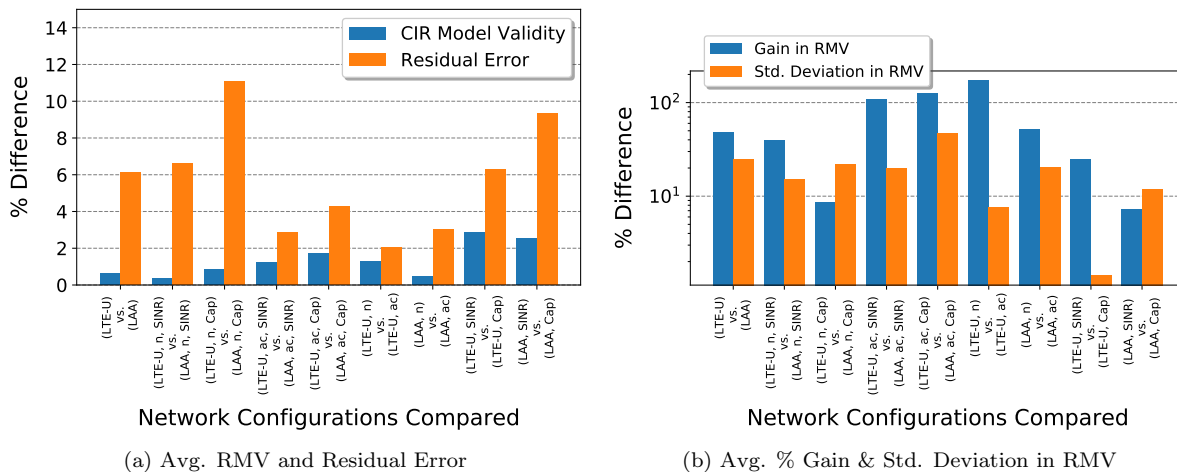 14
12
10
8
6
4
2
0
% Difference
CIR Model Validity
Residual Error
(LTE-U)
vs.
(LAA)
(LTE-U, n, SINR)
vs.
(LAA, n, SINR)
(LTE-U, n, Cap)
vs.
(LAA, n, Cap)
(LTE-U, ac, SINR)
vs.
(LAA, ac, SINR)
(LTE-U, ac, Cap)
vs.
(LAA, ac, Cap)
(LTE-U, n)
vs.
(LTE-U, ac)
(LAA, n)
vs.
(LAA, ac)
(LTE-U, SINR)
vs.
(LTE-U, Cap)
(LAA, SINR)
vs.
(LAA, Cap)
Network Configurations Compared
(a) Avg. RMV and Residual Error
Gain in RMV
Std. Deviation in RMV
10²
10¹
% Difference
(LTE-U)
vs.
(LAA)
(LTE-U, n, SINR)
vs.
(LAA, n, SINR)
(LTE-U, n, Cap)
vs.
(LAA, n, Cap)
(LTE-U, ac, SINR)
vs.
(LAA, ac, SINR)
(LTE-U, ac, Cap)
vs.
(LAA, ac, Cap)
(LTE-U, n)
vs.
(LTE-U, ac)
(LAA, n)
vs.
(LAA, ac)
(LTE-U, SINR)
vs.
(LTE-U, Cap)
(LAA, SINR)
vs.
(LAA, Cap)
Network Configurations Compared
(b) Avg. % Gain & Std. Deviation in RMV